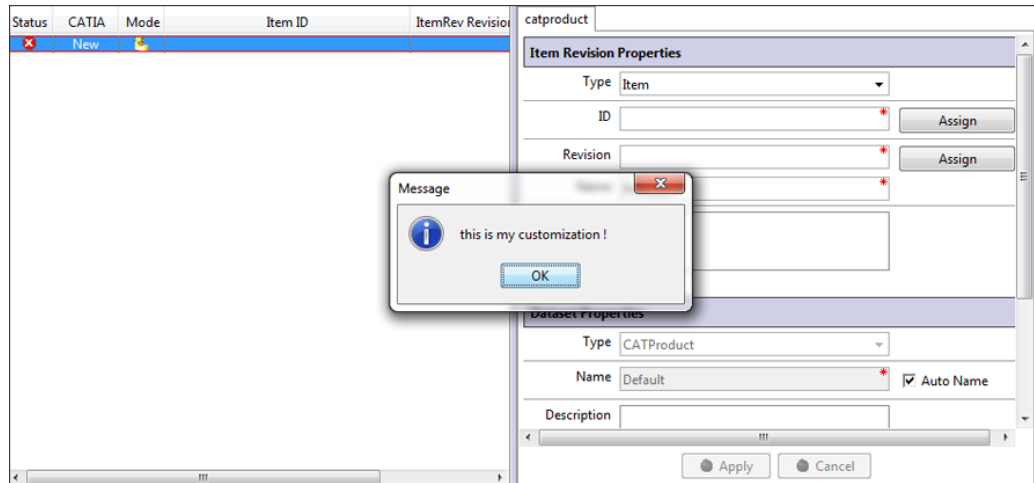 Status CATIA Mode Item ID ItemRev Revision
New
catproduct
Item Revision Properties
Type Item
ID * Assign
Revision * Assign
*
Message
this is my customization !
OK
Dataset Properties
Type CATProduct
Name Default * Auto Name
Description
Apply Cancel